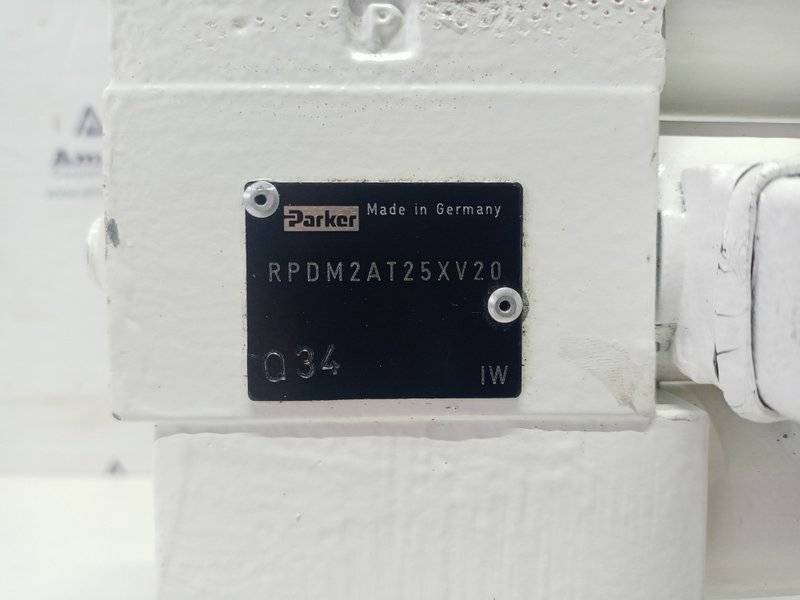 Parker Made in Germany
RPDM2AT25XV20
Q34
IW